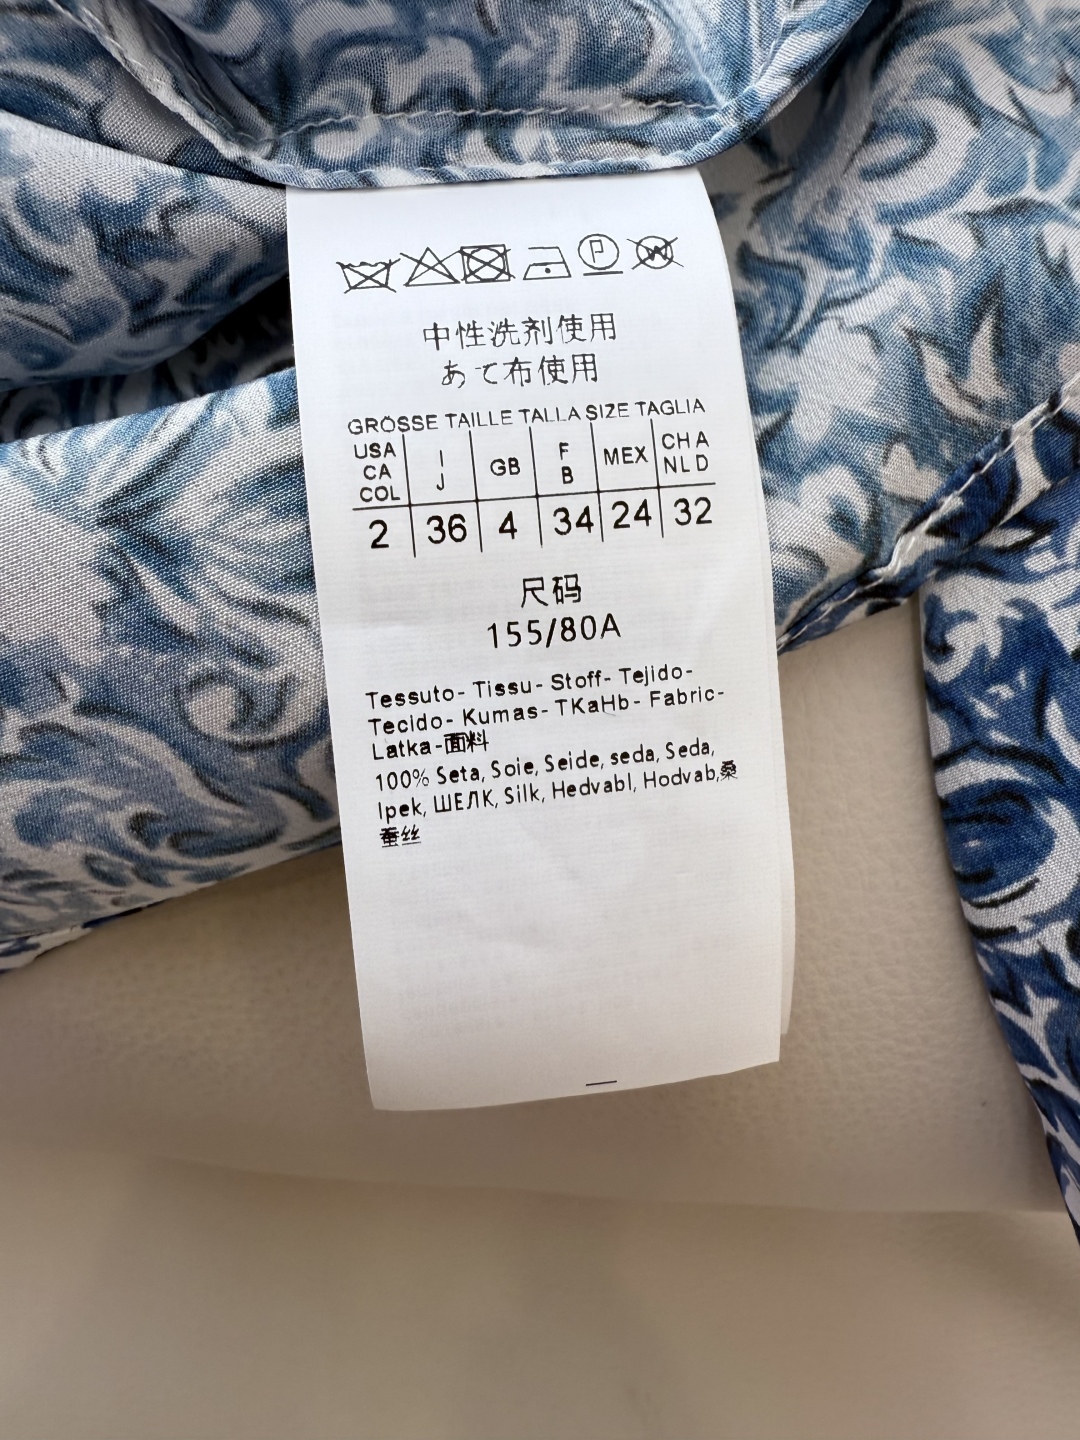 P W
中性洗剂使用
あて布使用
GRÖSSE TAILLE TALLA SIZE TAGLIA
USA CA COL I J GB F B MEX CH A NL D
2 36 4 34 24 32
尺码
155/80A
Tessuto- Tissu- Stoff- Tejido-
Tecido- Kumas- TKaHb- Fabric-
Latka-面料
100% Seta, Soie, Seide, seda, Seda,
Ipek, ШЕЛК, Silk, Hedvabl, Hodvab,桑
蚕丝